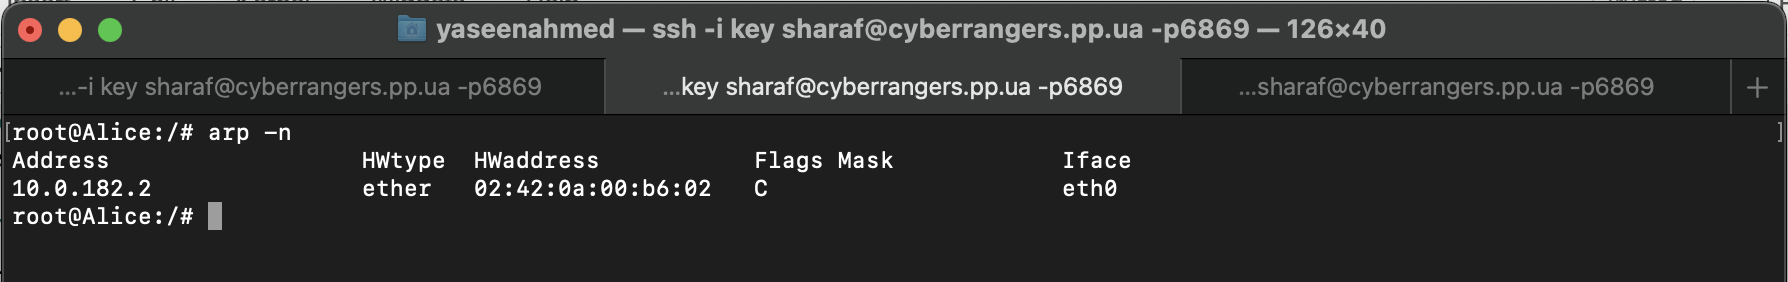 yaseenahmed — ssh -i key sharaf@cyberrangers.pp.ua -p6869 — 126×40
...-i key sharaf@cyberrangers.pp.ua -p6869 ...key sharaf@cyberrangers.pp.ua -p6869 ...sharaf@cyberrangers.pp.ua -p6869 +
[root@Alice:/# arp -n ]
Address HWtype HWaddress Flags Mask Iface
10.0.182.2 ether 02:42:0a:00:b6:02 C eth0
root@Alice:/#